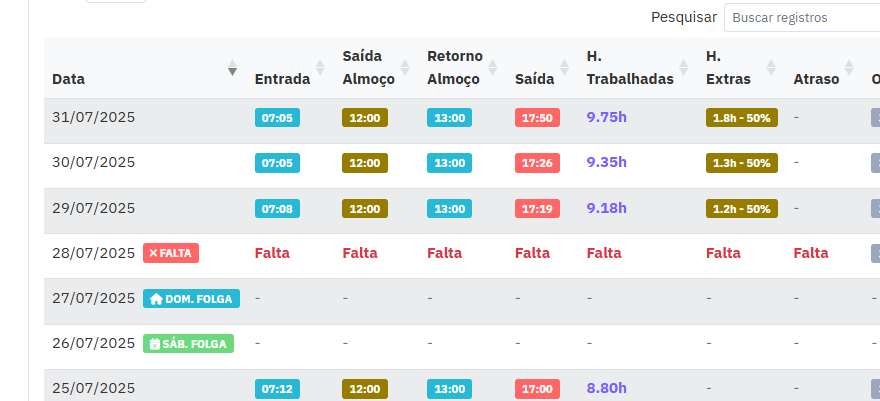 Pesquisar Buscar registros
Data Entrada Saída Almoço Retorno Almoço Saída H. Trabalhadas H. Extras Atraso
31/07/2025 07:05 12:00 13:00 17:50 9.75h 1.8h - 50% -
30/07/2025 07:05 12:00 13:00 17:26 9.35h 1.3h - 50% -
29/07/2025 07:08 12:00 13:00 17:19 9.18h 1.2h - 50% -
28/07/2025 FALTA Falta Falta Falta Falta Falta Falta Falta
27/07/2025 DOM. FOLGA - - - - - - - -
26/07/2025 SÁB. FOLGA - - - - - - - -
25/07/2025 07:12 12:00 13:00 17:00 8.80h - -